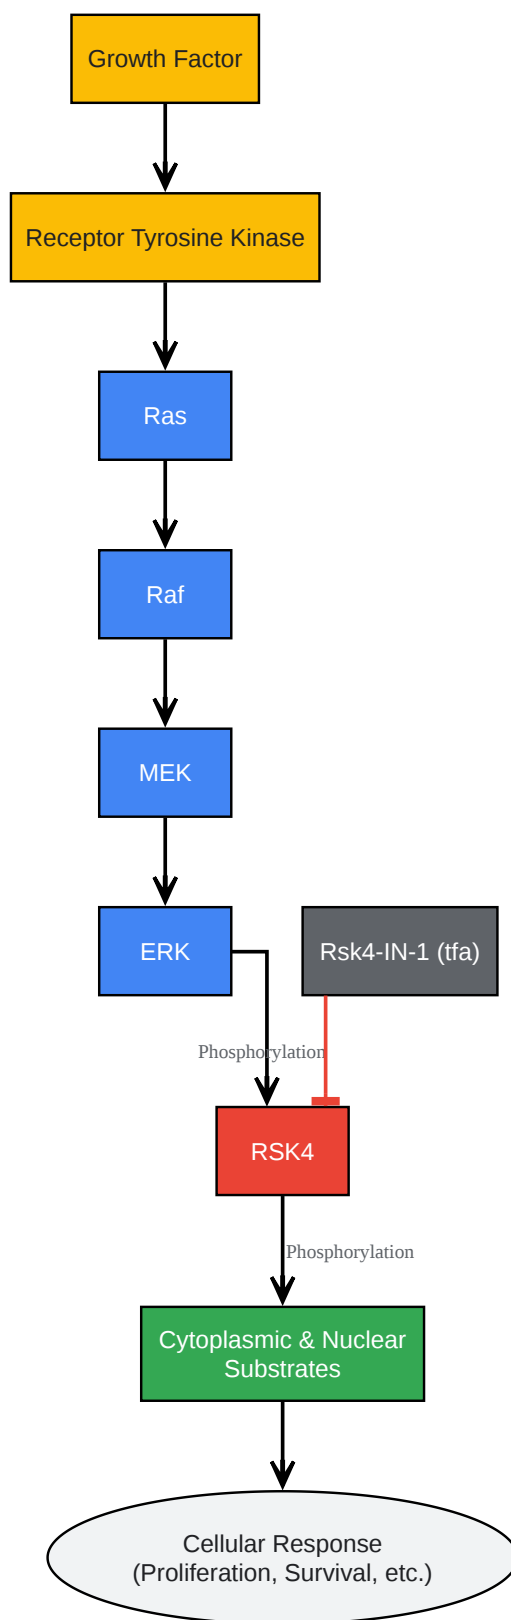 Growth Factor
Receptor Tyrosine Kinase
Ras
Raf
MEK
ERK
Rsk4-IN-1 (tfa)
Phosphorylation
RSK4
Phosphorylation
Cytoplasmic & Nuclear
Substrates
Cellular Response
(Proliferation, Survival, etc.)